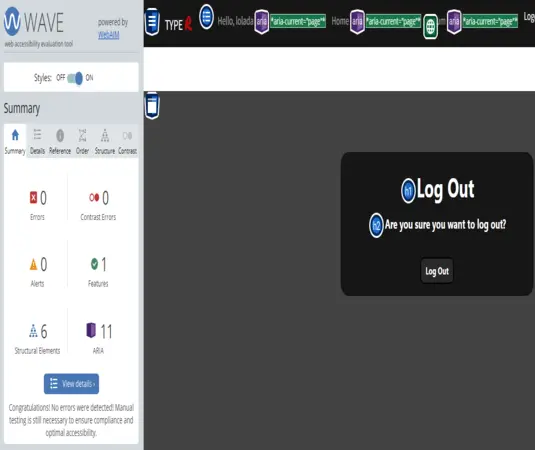 WAVE
powered by
WebAIM
web accessibility evaluation tool
Styles: OFF ON
Summary
Summary Details Reference Order Structure Contrast
0 Errors
0 Contrast Errors
0 Alerts
1 Features
6 Structural Elements
11 ARIA
View details ›
Congratulations! No errors were detected! Manual
testing is still necessary to ensure compliance and
optimal accessibility.
TYPE R Hello, lolada aria *aria-current="page"* Home aria *aria-current="page"* aria *aria-current="page"*
h1 Log Out
h2 Are you sure you want to log out?
Log Out